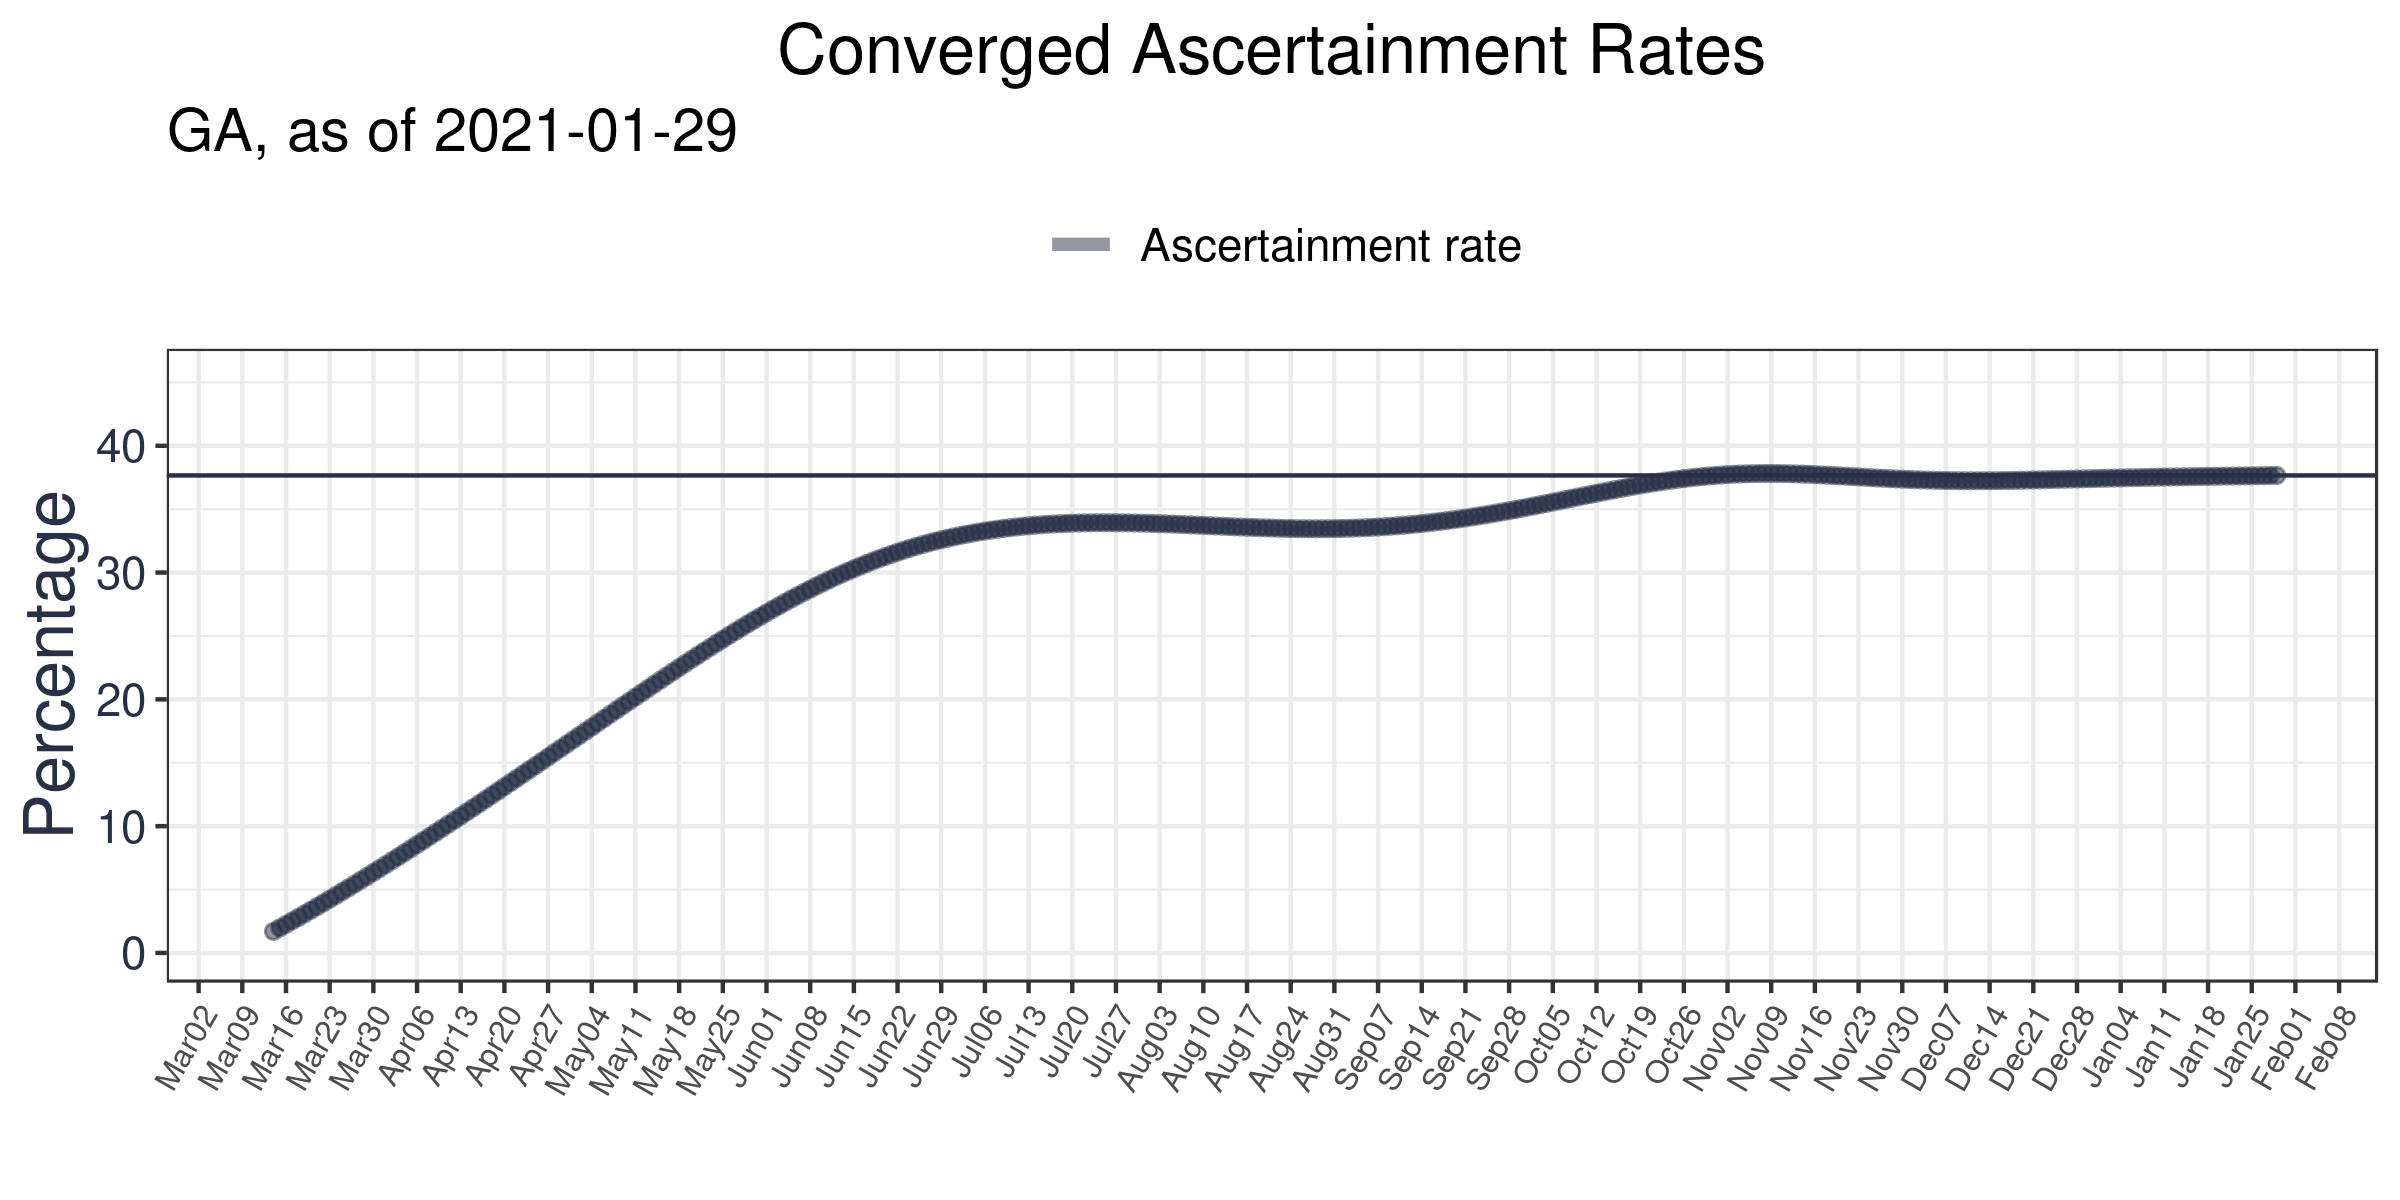 Converged Ascertainment Rates
GA, as of 2021-01-29
Ascertainment rate
Percentage
40
30
20
10
0
Mar02
Mar09
Mar16
Mar23
Mar30
Apr06
Apr13
Apr20
Apr27
May04
May11
May18
May25
Jun01
Jun08
Jun15
Jun22
Jun29
Jul06
Jul13
Jul20
Jul27
Aug03
Aug10
Aug17
Aug24
Aug31
Sep07
Sep14
Sep21
Sep28
Oct05
Oct12
Oct19
Oct26
Nov02
Nov09
Nov16
Nov23
Nov30
Dec07
Dec14
Dec21
Dec28
Jan04
Jan11
Jan18
Jan25
Feb01
Feb08